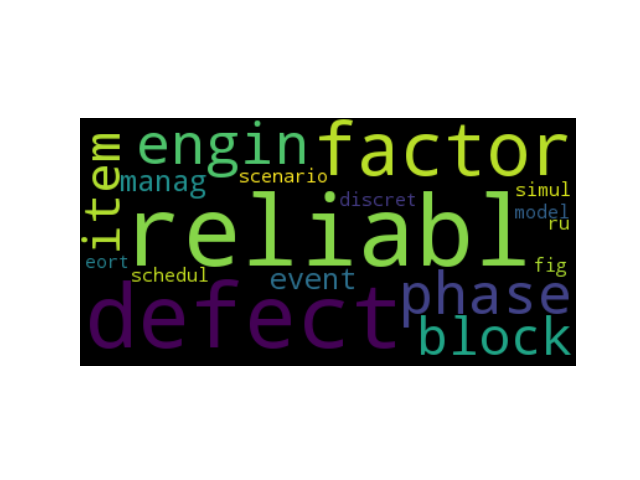 item
engin
factor
manag
scenario
discret
simul
model
ru
reliabl
eort
schedul
event
fig
defect
phase
block